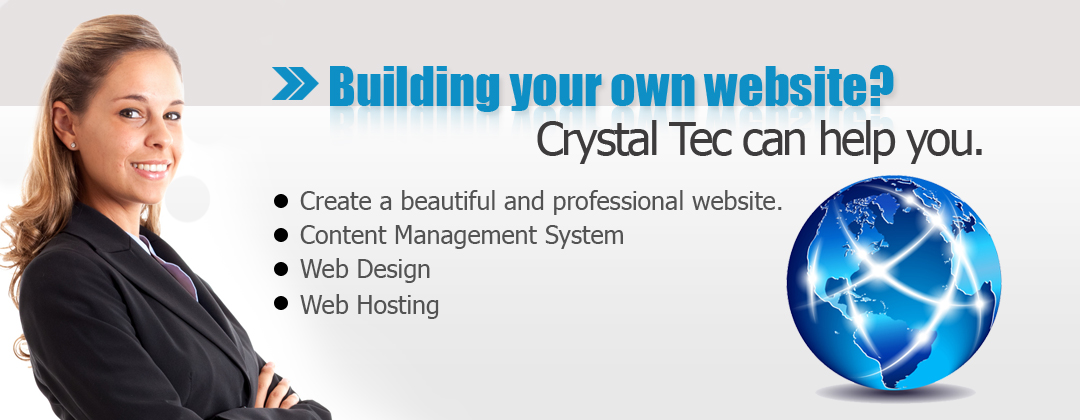 Building your own website?
Crystal Tec can help you.
Create a beautiful and professional website.
Content Management System
Web Design
Web Hosting